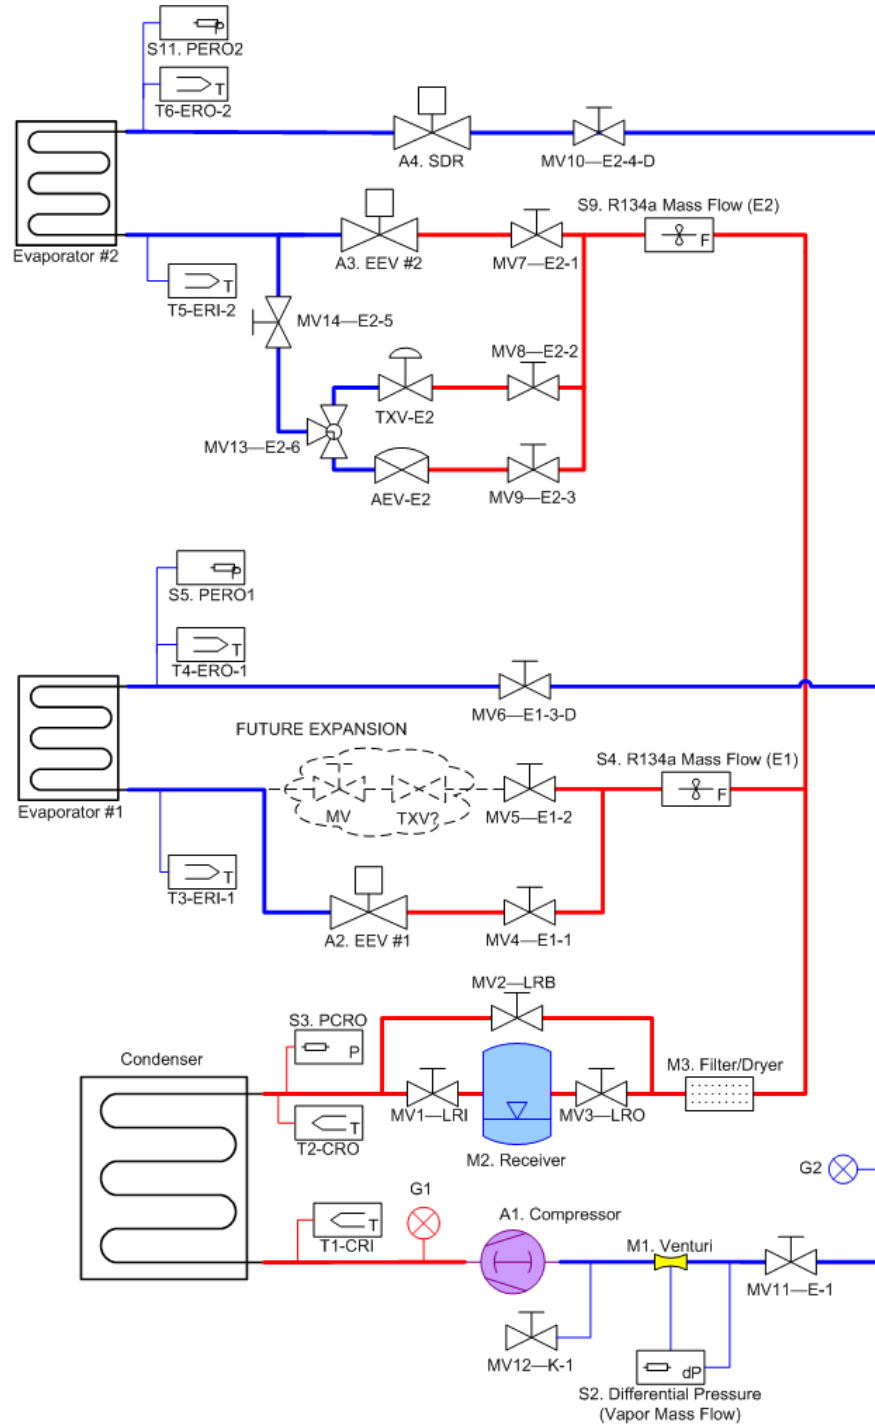 P
S11. PERO2
T
T6-ERO-2
A4. SDR
MV10—E2-4-D
S9. R134a Mass Flow (E2)
F
Evaporator #2
A3. EEV #2
MV7—E2-1
T
T5-ERI-2
MV14—E2-5
MV8—E2-2
TXV-E2
MV13—E2-6
AEV-E2
MV9—E2-3
P
S5. PERO1
T
T4-ERO-1
MV6—E1-3-D
FUTURE EXPANSION
S4. R134a Mass Flow (E1)
F
Evaporator #1
MV
TXV?
MV5—E1-2
T
T3-ERI-1
A2. EEV #1
MV4—E1-1
MV2—LRB
S3. PCRO
P
Condenser
M3. Filter/Dryer
MV1—LRI
MV3—LRO
T
T2-CRO
M2. Receiver
G2
G1
A1. Compressor
T
T1-CRI
M1. Venturi
MV11—E-1
MV12—K-1
dP
S2. Differential Pressure
(Vapor Mass Flow)